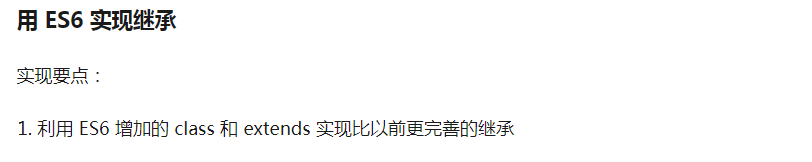 用 ES6 实现继承
实现要点：
1. 利用 ES6 增加的 class 和 extends 实现比以前更完善的继承